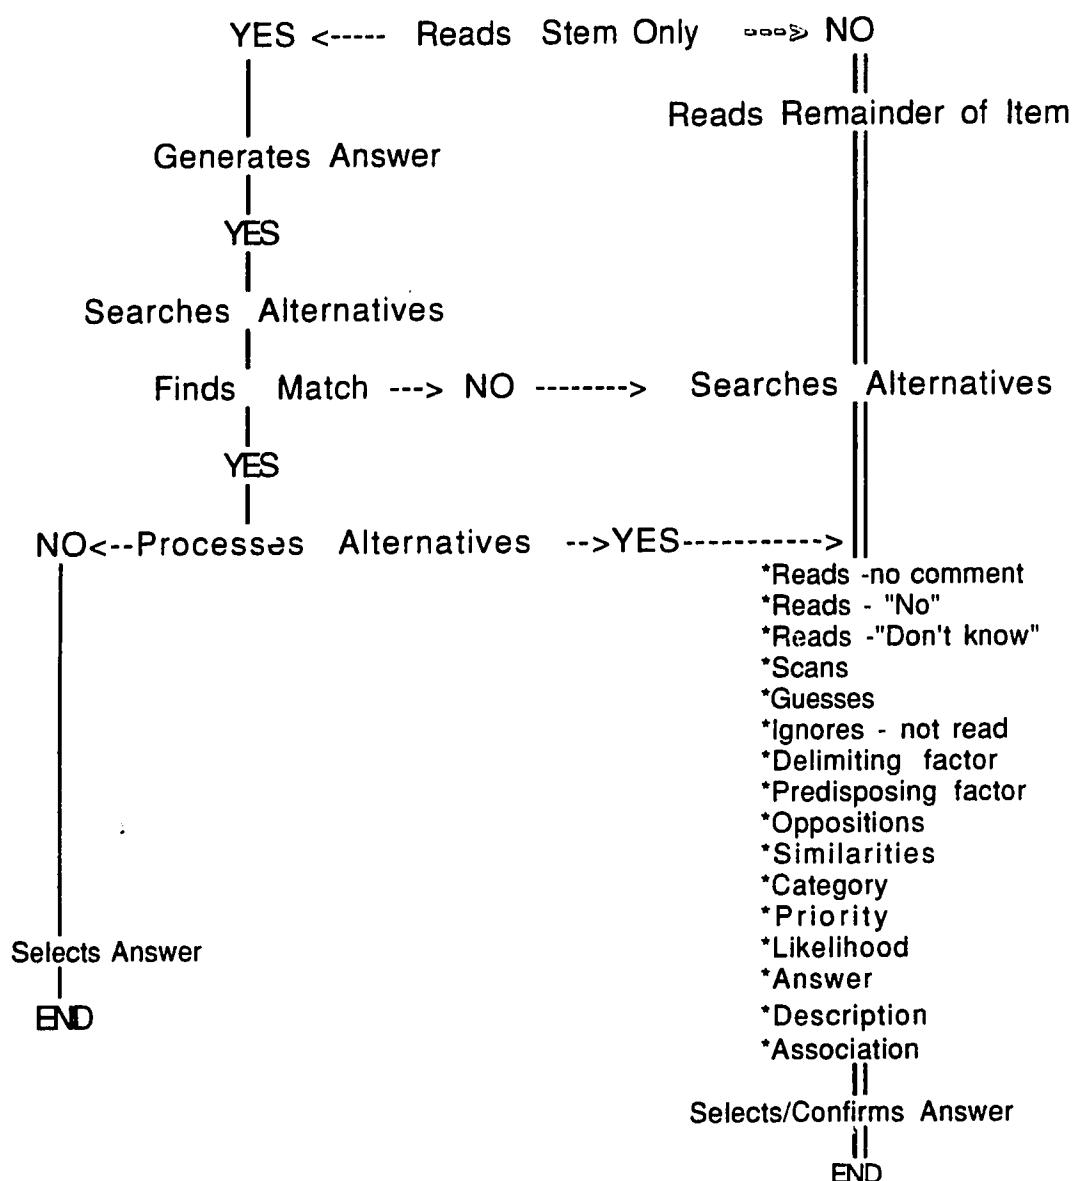 YES <----- Reads Stem Only ----> NO
Reads Remainder of Item
Generates Answer
YES
Searches Alternatives
Finds Match ---> NO --------> Searches Alternatives
YES
NO<--Processes Alternatives -->YES------------>
*Reads -no comment
*Reads - "No"
*Reads -"Don't know"
*Scans
*Guesses
*Ignores - not read
*Delimiting factor
*Predisposing factor
*Oppositions
*Similarities
*Category
*Priority
*Likelihood
Selects Answer
*Answer
END
*Description
*Association
Selects/Confirms Answer
END